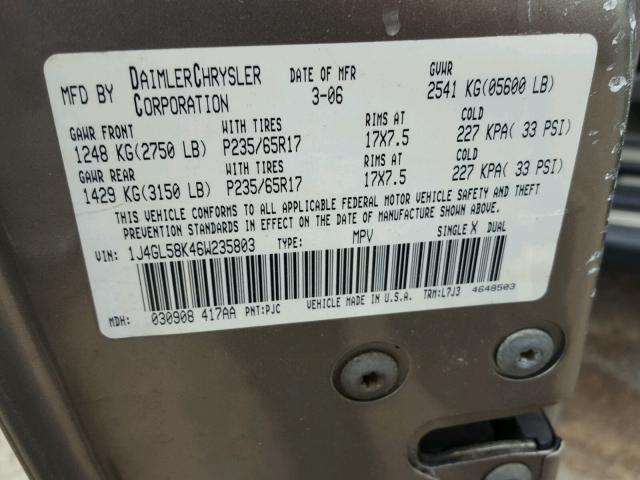 MFD BY DAIMLERCHRYSLER CORPORATION
DATE OF MFR 3-06
GVWR 2541 KG(05600 LB)
GAWR FRONT WITH TIRES RIMS AT COLD
1248 KG(2750 LB) P235/65R17 17X7.5 227 KPA( 33 PSI)
GAWR REAR WITH TIRES RIMS AT COLD
1429 KG(3150 LB) P235/65R17 17X7.5 227 KPA( 33 PSI)
THIS VEHICLE CONFORMS TO ALL APPLICABLE FEDERAL MOTOR VEHICLE SAFETY AND THEFT
PREVENTION STANDARDS IN EFFECT ON THE DATE OF MANUFACTURE SHOWN ABOVE.
VIN: 1J4GL58K46W235803 TYPE: MPV SINGLE X DUAL
MDH: 030908 417AA PNT:PJC VEHICLE MADE IN U.S.A. TRM:L7J3 4648503